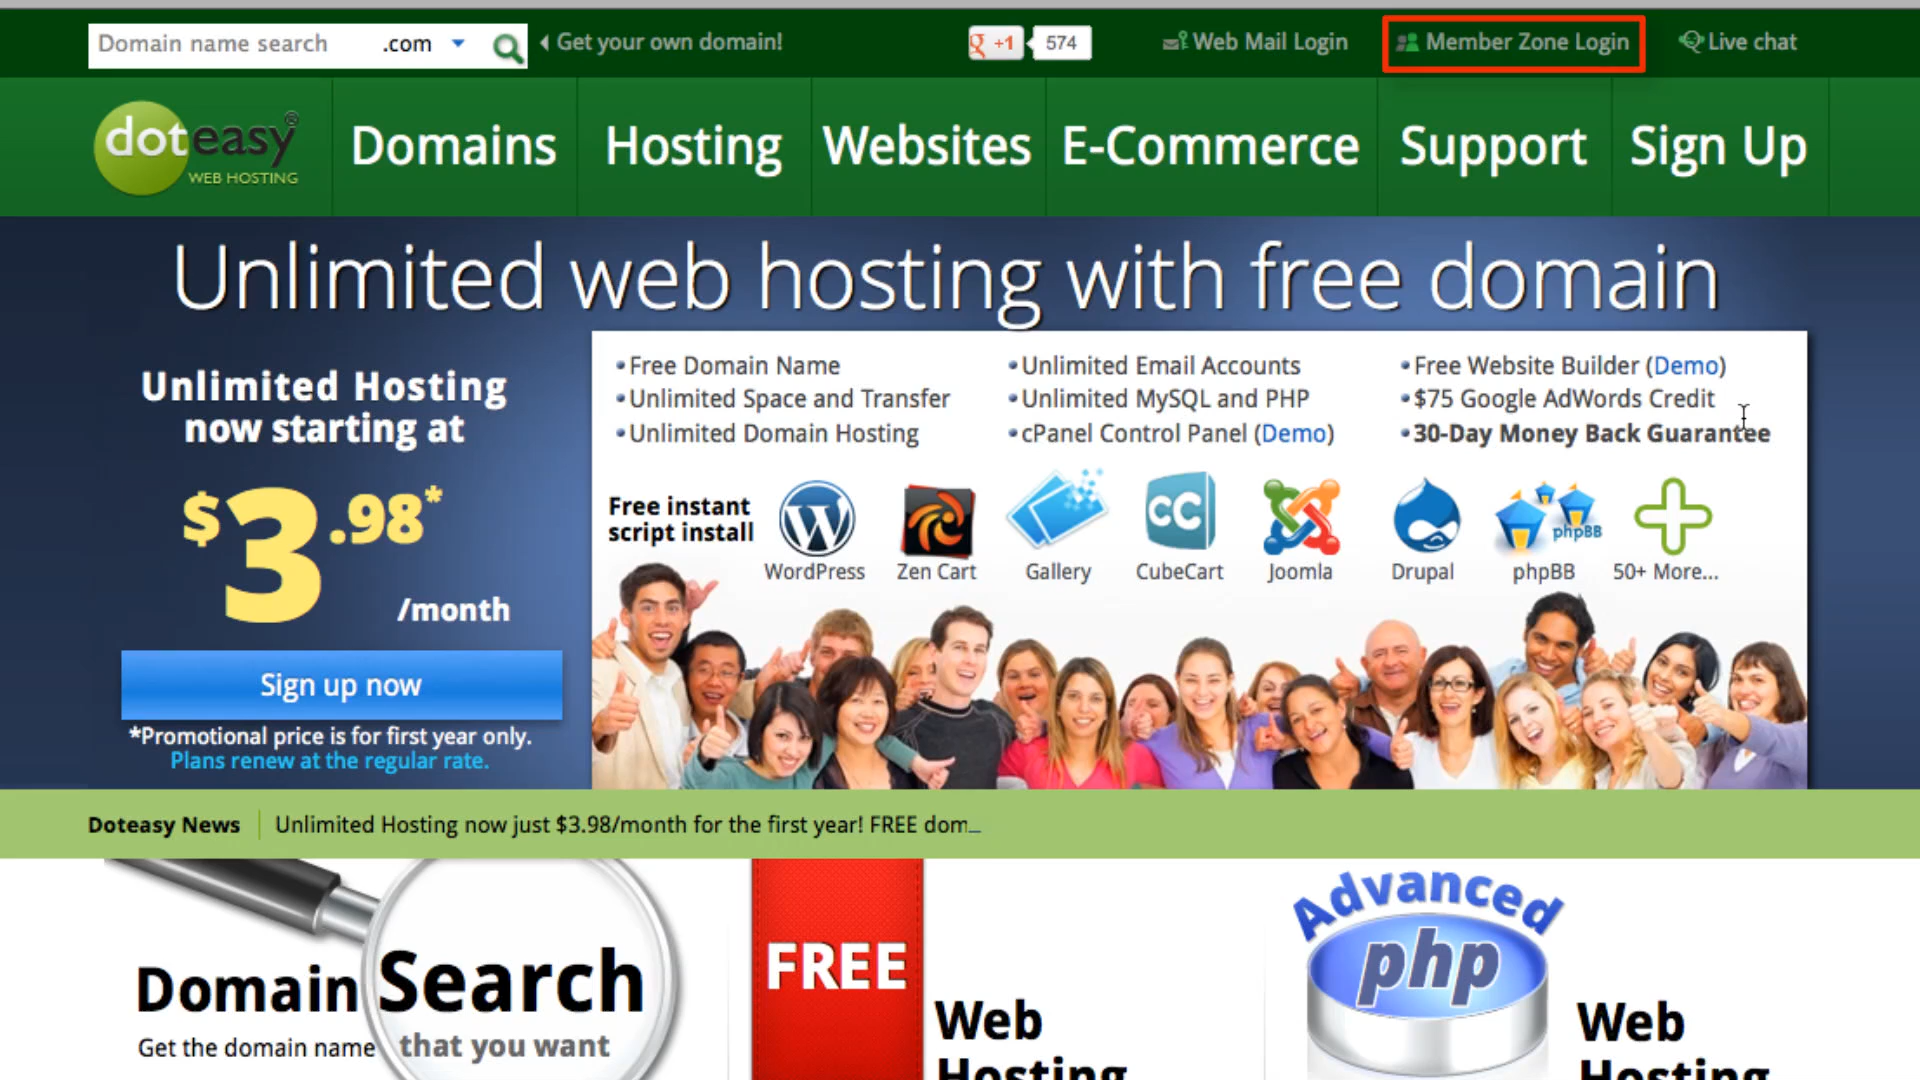 Domain name search .com Get your own domain! +1 574 Web Mail Login Member Zone Login Live chat
doteasy® WEB HOSTING
Domains Hosting Websites E-Commerce Support Sign Up
Unlimited web hosting with free domain
Unlimited Hosting
now starting at
$3.98*
/month
Sign up now
*Promotional price is for first year only.
Plans renew at the regular rate.
•Free Domain Name
•Unlimited Space and Transfer
•Unlimited Domain Hosting
•Unlimited Email Accounts
•Unlimited MySQL and PHP
•cPanel Control Panel (Demo)
•Free Website Builder (Demo)
•$75 Google AdWords Credit
•30-Day Money Back Guarantee
Free instant
script install
WordPress Zen Cart Gallery CubeCart Joomla Drupal phpBB 50+ More...
CC
phpBB
Doteasy News Unlimited Hosting now just $3.98/month for the first year! FREE dom_
Domain Search
Get the domain name that you want
FREE
Web
Hosting
Advanced
php
Web
Hosting